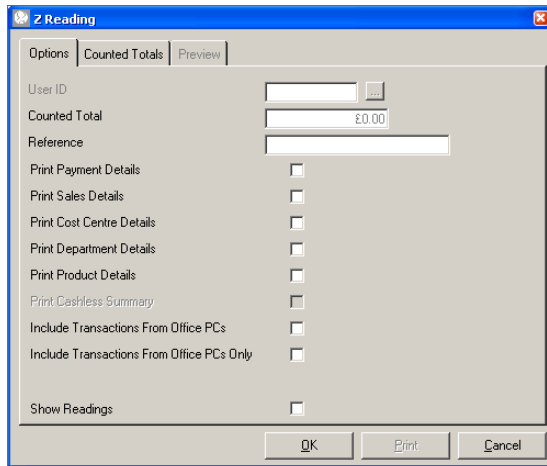 Z Reading
Options Counted Totals Preview
User ID ...
Counted Total £0.00
Reference
Print Payment Details
Print Sales Details
Print Cost Centre Details
Print Department Details
Print Product Details
Print Cashless Summary
Include Transactions From Office PCs
Include Transactions From Office PCs Only
Show Readings
OK Print Cancel